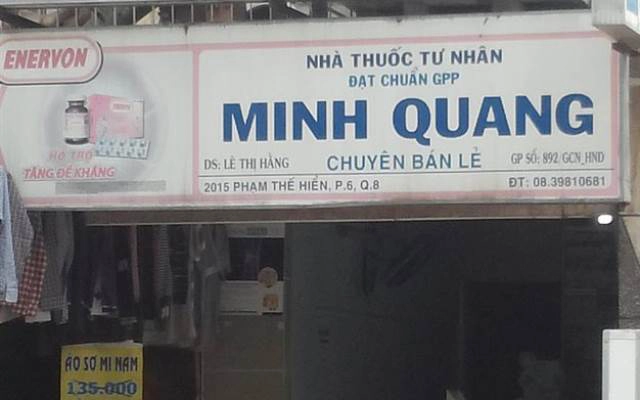 ENERVON
ENERVON
Hỗ TRỢ
TĂNG ĐỀ KHÁNG
NHÀ THUỐC TƯ NHÂN
ĐẠT CHUẨN GPP
MINH QUANG
DS: LÊ THỊ HẰNG CHUYÊN BÁN LẺ GP SỐ: 892/GCN_HND
2015 PHẠM THẾ HIỂN, P.6, Q.8 ĐT: 08.39810681
ÁO SƠ MI NAM
135.000